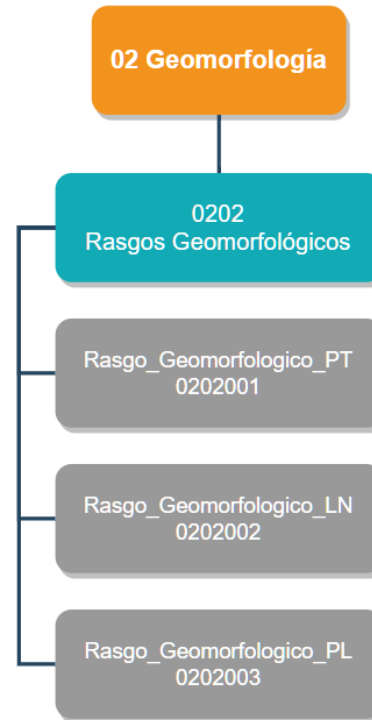 02 Geomorfología
0202
Rasgos Geomorfológicos
Rasgo_Geomorfologico_PT
0202001
Rasgo_Geomorfologico_LN
0202002
Rasgo_Geomorfologico_PL
0202003